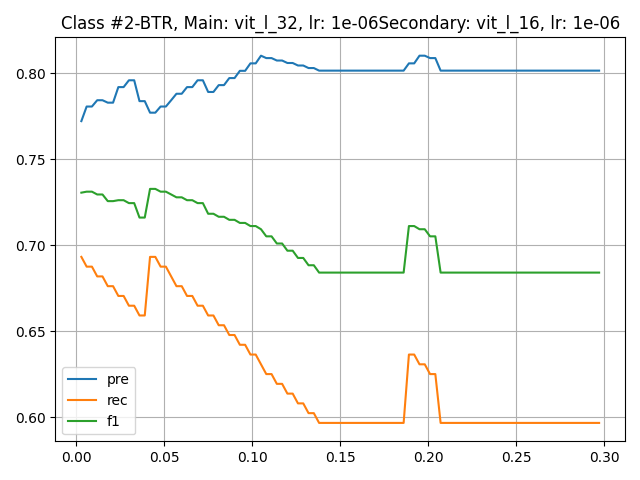 Class #2-BTR, Main: vit_l_32, lr: 1e-06Secondary: vit_l_16, lr: 1e-06
0.80
0.75
0.70
0.65
0.60
pre
rec
f1
0.00 0.05 0.10 0.15 0.20 0.25 0.30